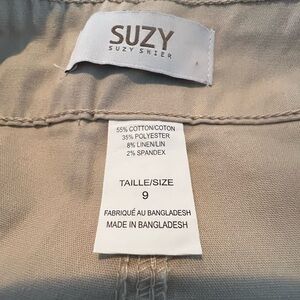 SUZY
SUZY SHIER
55% COTTON/COTON
35% POLYESTER
8% LINEN/LIN
2% SPANDEX
TAILLE/SIZE
9
FABRIQUÉ AU BANGLADESH
MADE IN BANGLADESH